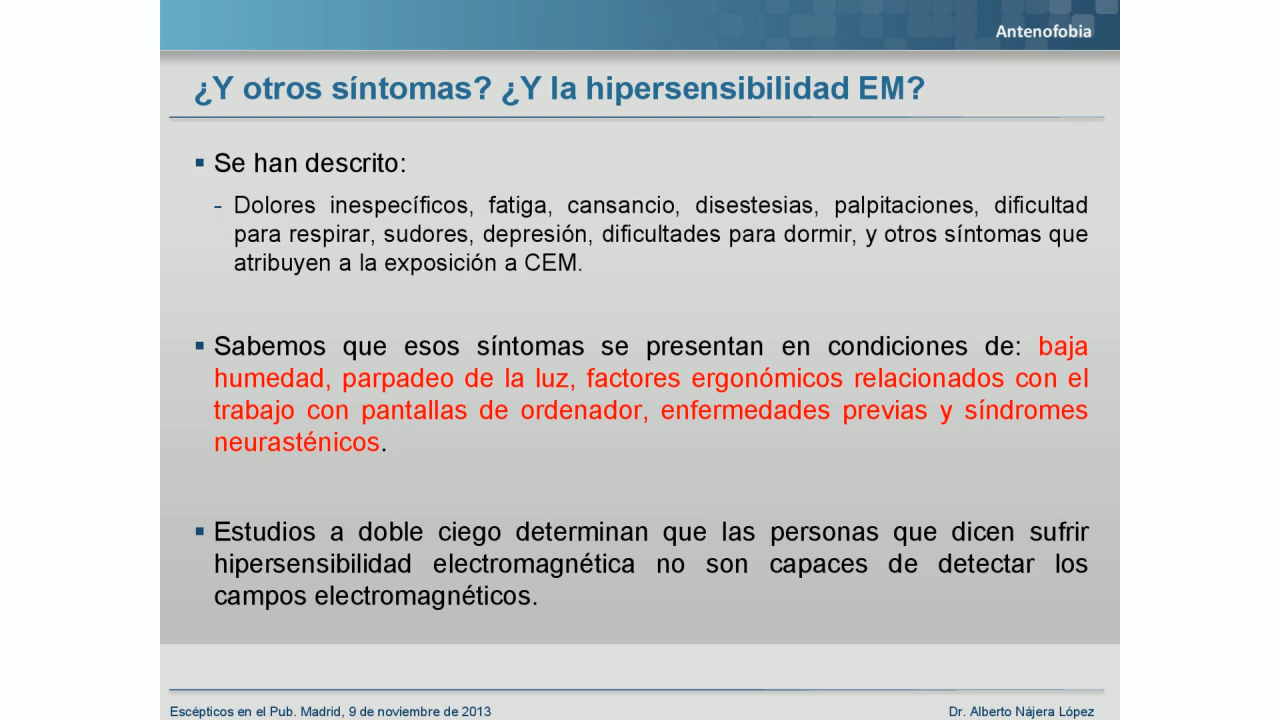 Antenofobia
¿Y otros síntomas? ¿Y la hipersensibilidad EM?
▪ Se han descrito:
- Dolores inespecíficos, fatiga, cansancio, disestesias, palpitaciones, dificultad
para respirar, sudores, depresión, dificultades para dormir, y otros síntomas que
atribuyen a la exposición a CEM.
▪ Sabemos que esos síntomas se presentan en condiciones de: baja
humedad, parpadeo de la luz, factores ergonómicos relacionados con el
trabajo con pantallas de ordenador, enfermedades previas y síndromes
neurasténicos.
▪ Estudios a doble ciego determinan que las personas que dicen sufrir
hipersensibilidad electromagnética no son capaces de detectar los
campos electromagnéticos.
Escépticos en el Pub. Madrid, 9 de noviembre de 2013
Dr. Alberto Nájera López